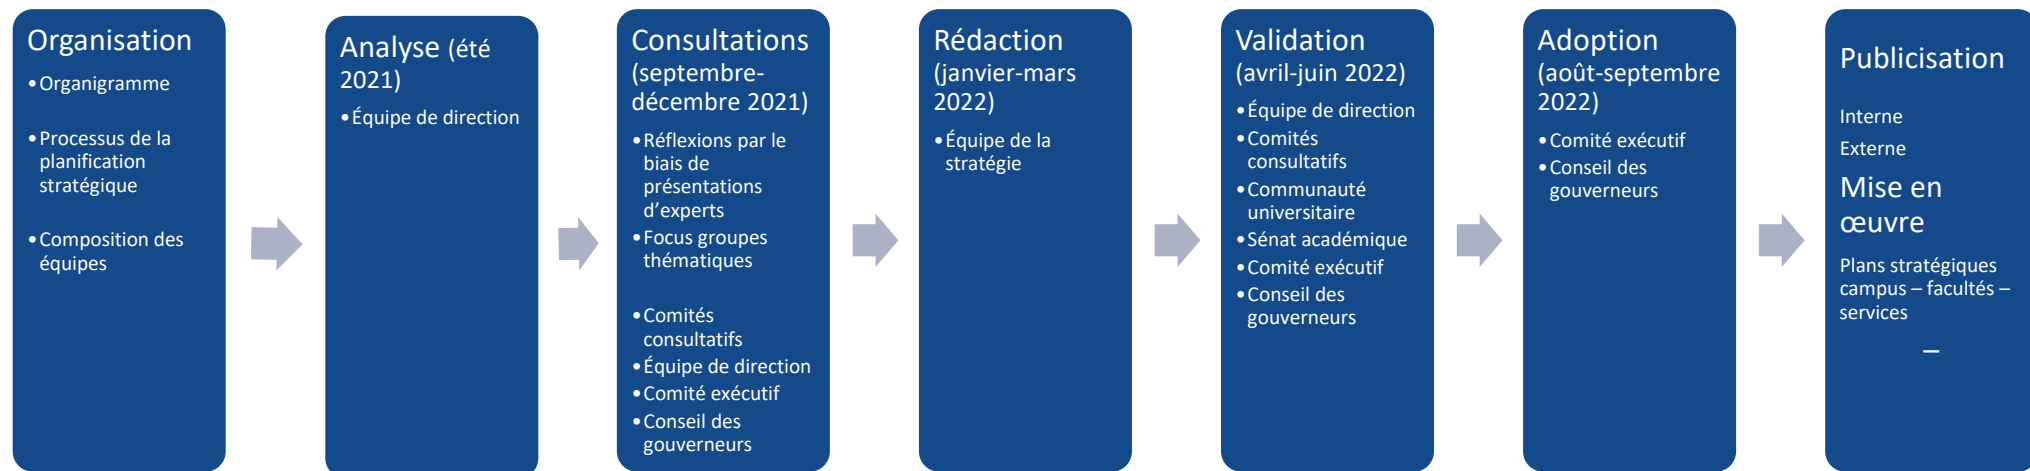 Organisation
•Organigramme
•Processus de la
planification
stratégique
•Composition des
équipes
Analyse (été
2021)
•Équipe de direction
Consultations
(septembre-
décembre 2021)
•Réflexions par le
biais de
présentations
d’experts
•Focus groupes
thématiques
•Comités
consultatifs
•Équipe de direction
•Comité exécutif
•Conseil des
gouverneurs
Rédaction
(janvier-mars
2022)
•Équipe de la
stratégie
Validation
(avril-juin 2022)
•Équipe de direction
•Comités
consultatifs
•Communauté
universitaire
•Sénat académique
•Comité exécutif
•Conseil des
gouverneurs
Adoption
(août-septembre
2022)
•Comité exécutif
•Conseil des
gouverneurs
Publicisation
Interne
Externe
Mise en
œuvre
Plans stratégiques
campus – facultés –
services
–